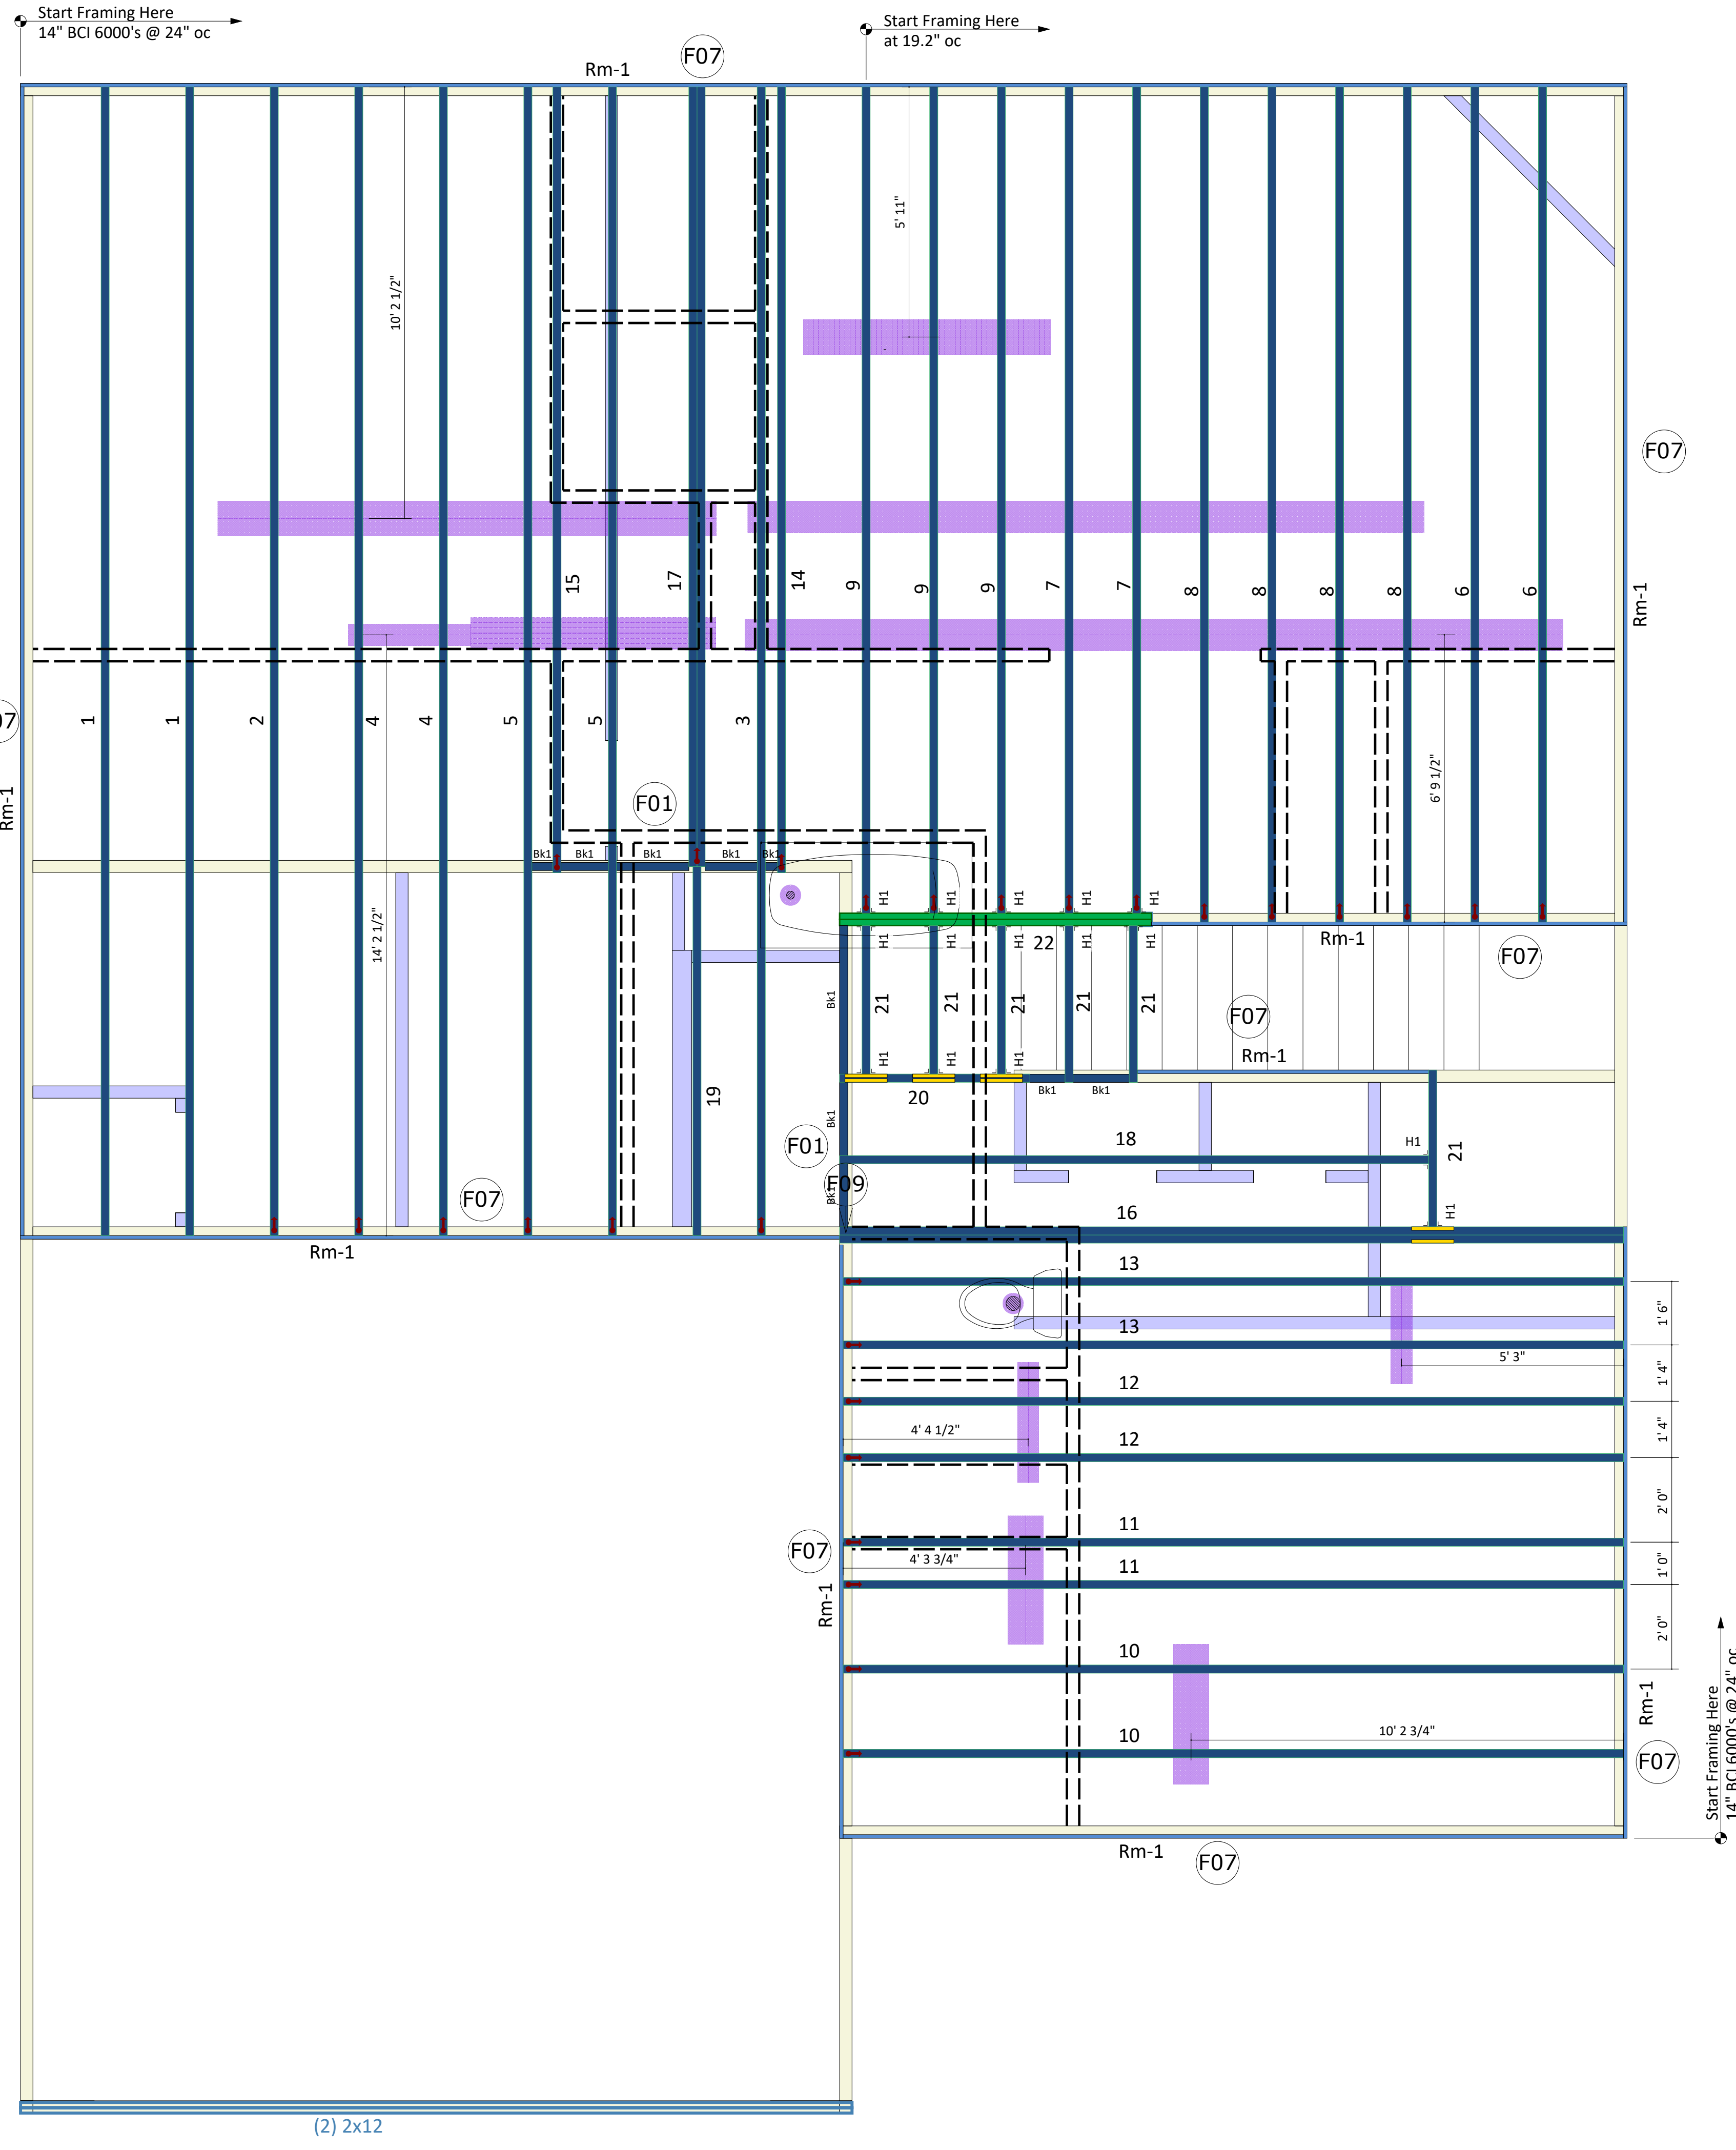 Start Framing Here
14" BCI 6000's @ 24" oc
Start Framing Here
at 19.2" oc
F07
Rm-1
5' 11"
10' 2 1/2"
F07
15
17
14
9
9
9
7
7
8
8
8
8
6
6
Rm-1
1
1
2
4
4
5
5
3
Rm-1
6' 9 1/2"
F01
Bk1
Bk1
Bk1
Bk1
Bk1
H1
H1
H1
H1
H1
14' 2 1/2"
H1
H1
H1
H1
H1
22
Rm-1
F07
Bk1
21
21
21
21
21
F07
H1
H1
H1
Rm-1
19
20
Bk1
Bk1
Bk1
F01
18
H1
21
F09
Bk1
F07
16
H1
Rm-1
13
13
1' 6"
5' 3"
1' 4"
12
4' 4 1/2"
12
1' 4"
2' 0"
11
F07
4' 3 3/4"
11
1' 0"
Rm-1
2' 0"
10
10
10' 2 3/4"
Rm-1
F07
Start Framing Here
14" BCI 6000's @ 24" oc
Rm-1
F07
(2) 2x12